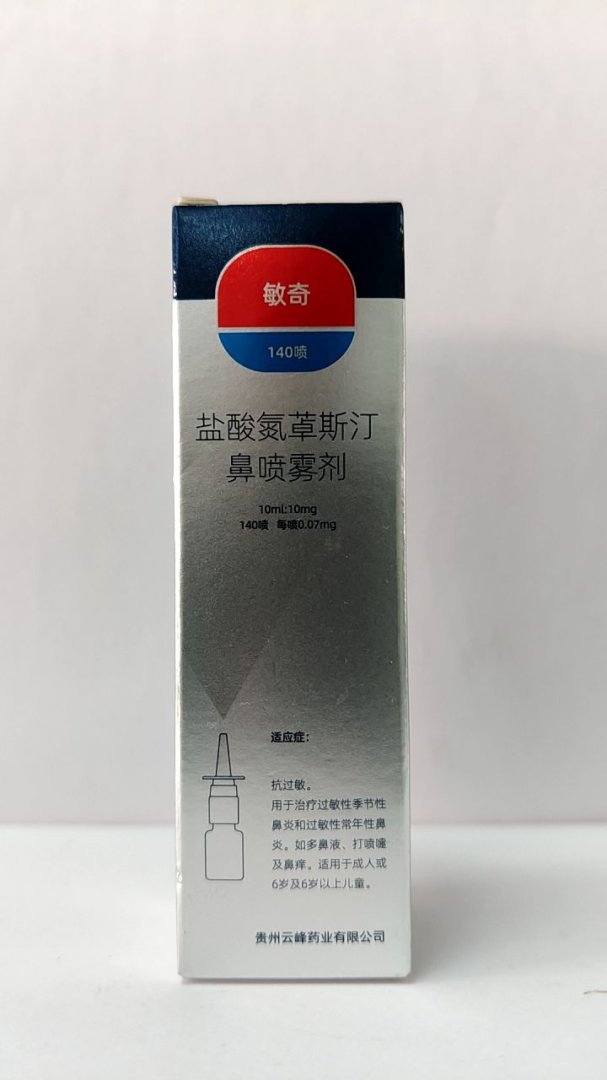 敏奇
140喷
盐酸氮䓬斯汀
鼻喷雾剂
10ml:10mg
140喷 每喷0.07mg
适应症：
抗过敏。
用于治疗过敏性季节性
鼻炎和过敏性常年性鼻
炎。如多鼻液、打喷嚏
及鼻痒。适用于成人或
6岁及6岁以上儿童。
贵州云峰药业有限公司